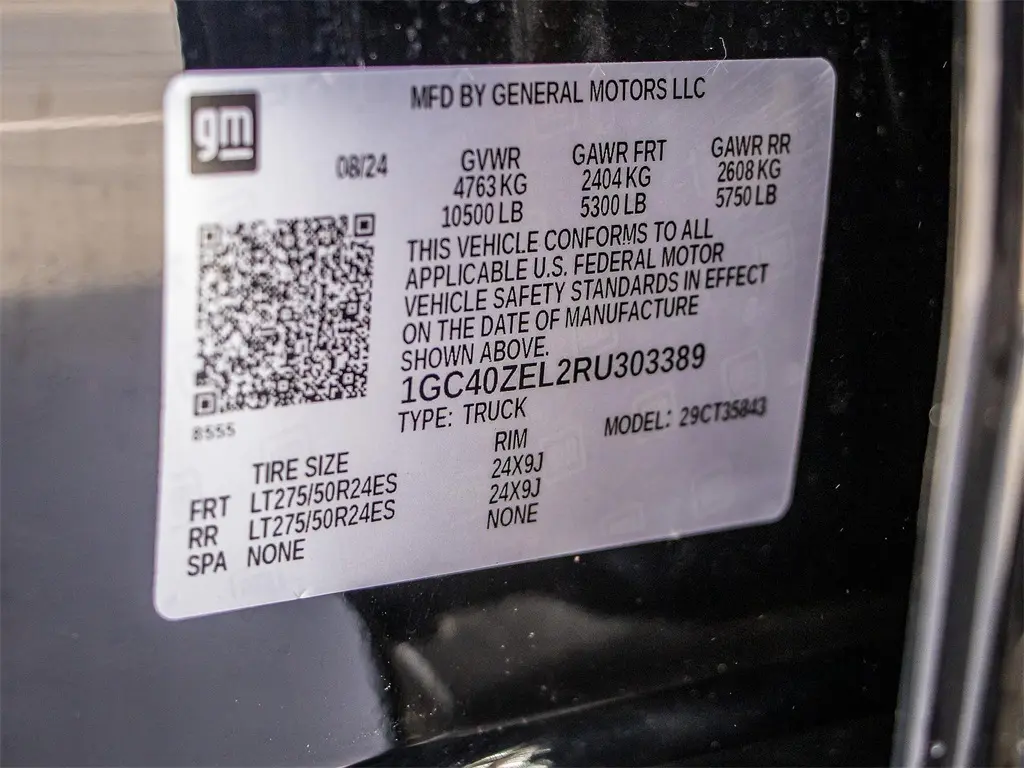 gm
MFD BY GENERAL MOTORS LLC
08/24 GVWR GAWR FRT GAWR RR
4763 KG 2404 KG 2608 KG
10500 LB 5300 LB 5750 LB
THIS VEHICLE CONFORMS TO ALL
APPLICABLE U.S. FEDERAL MOTOR
VEHICLE SAFETY STANDARDS IN EFFECT
ON THE DATE OF MANUFACTURE
SHOWN ABOVE.
1GC40ZEL2RU303389
8555
TYPE: TRUCK MODEL: 29CT35843
TIRE SIZE RIM
FRT LT275/50R24ES 24X9J
RR LT275/50R24ES 24X9J
SPA NONE NONE